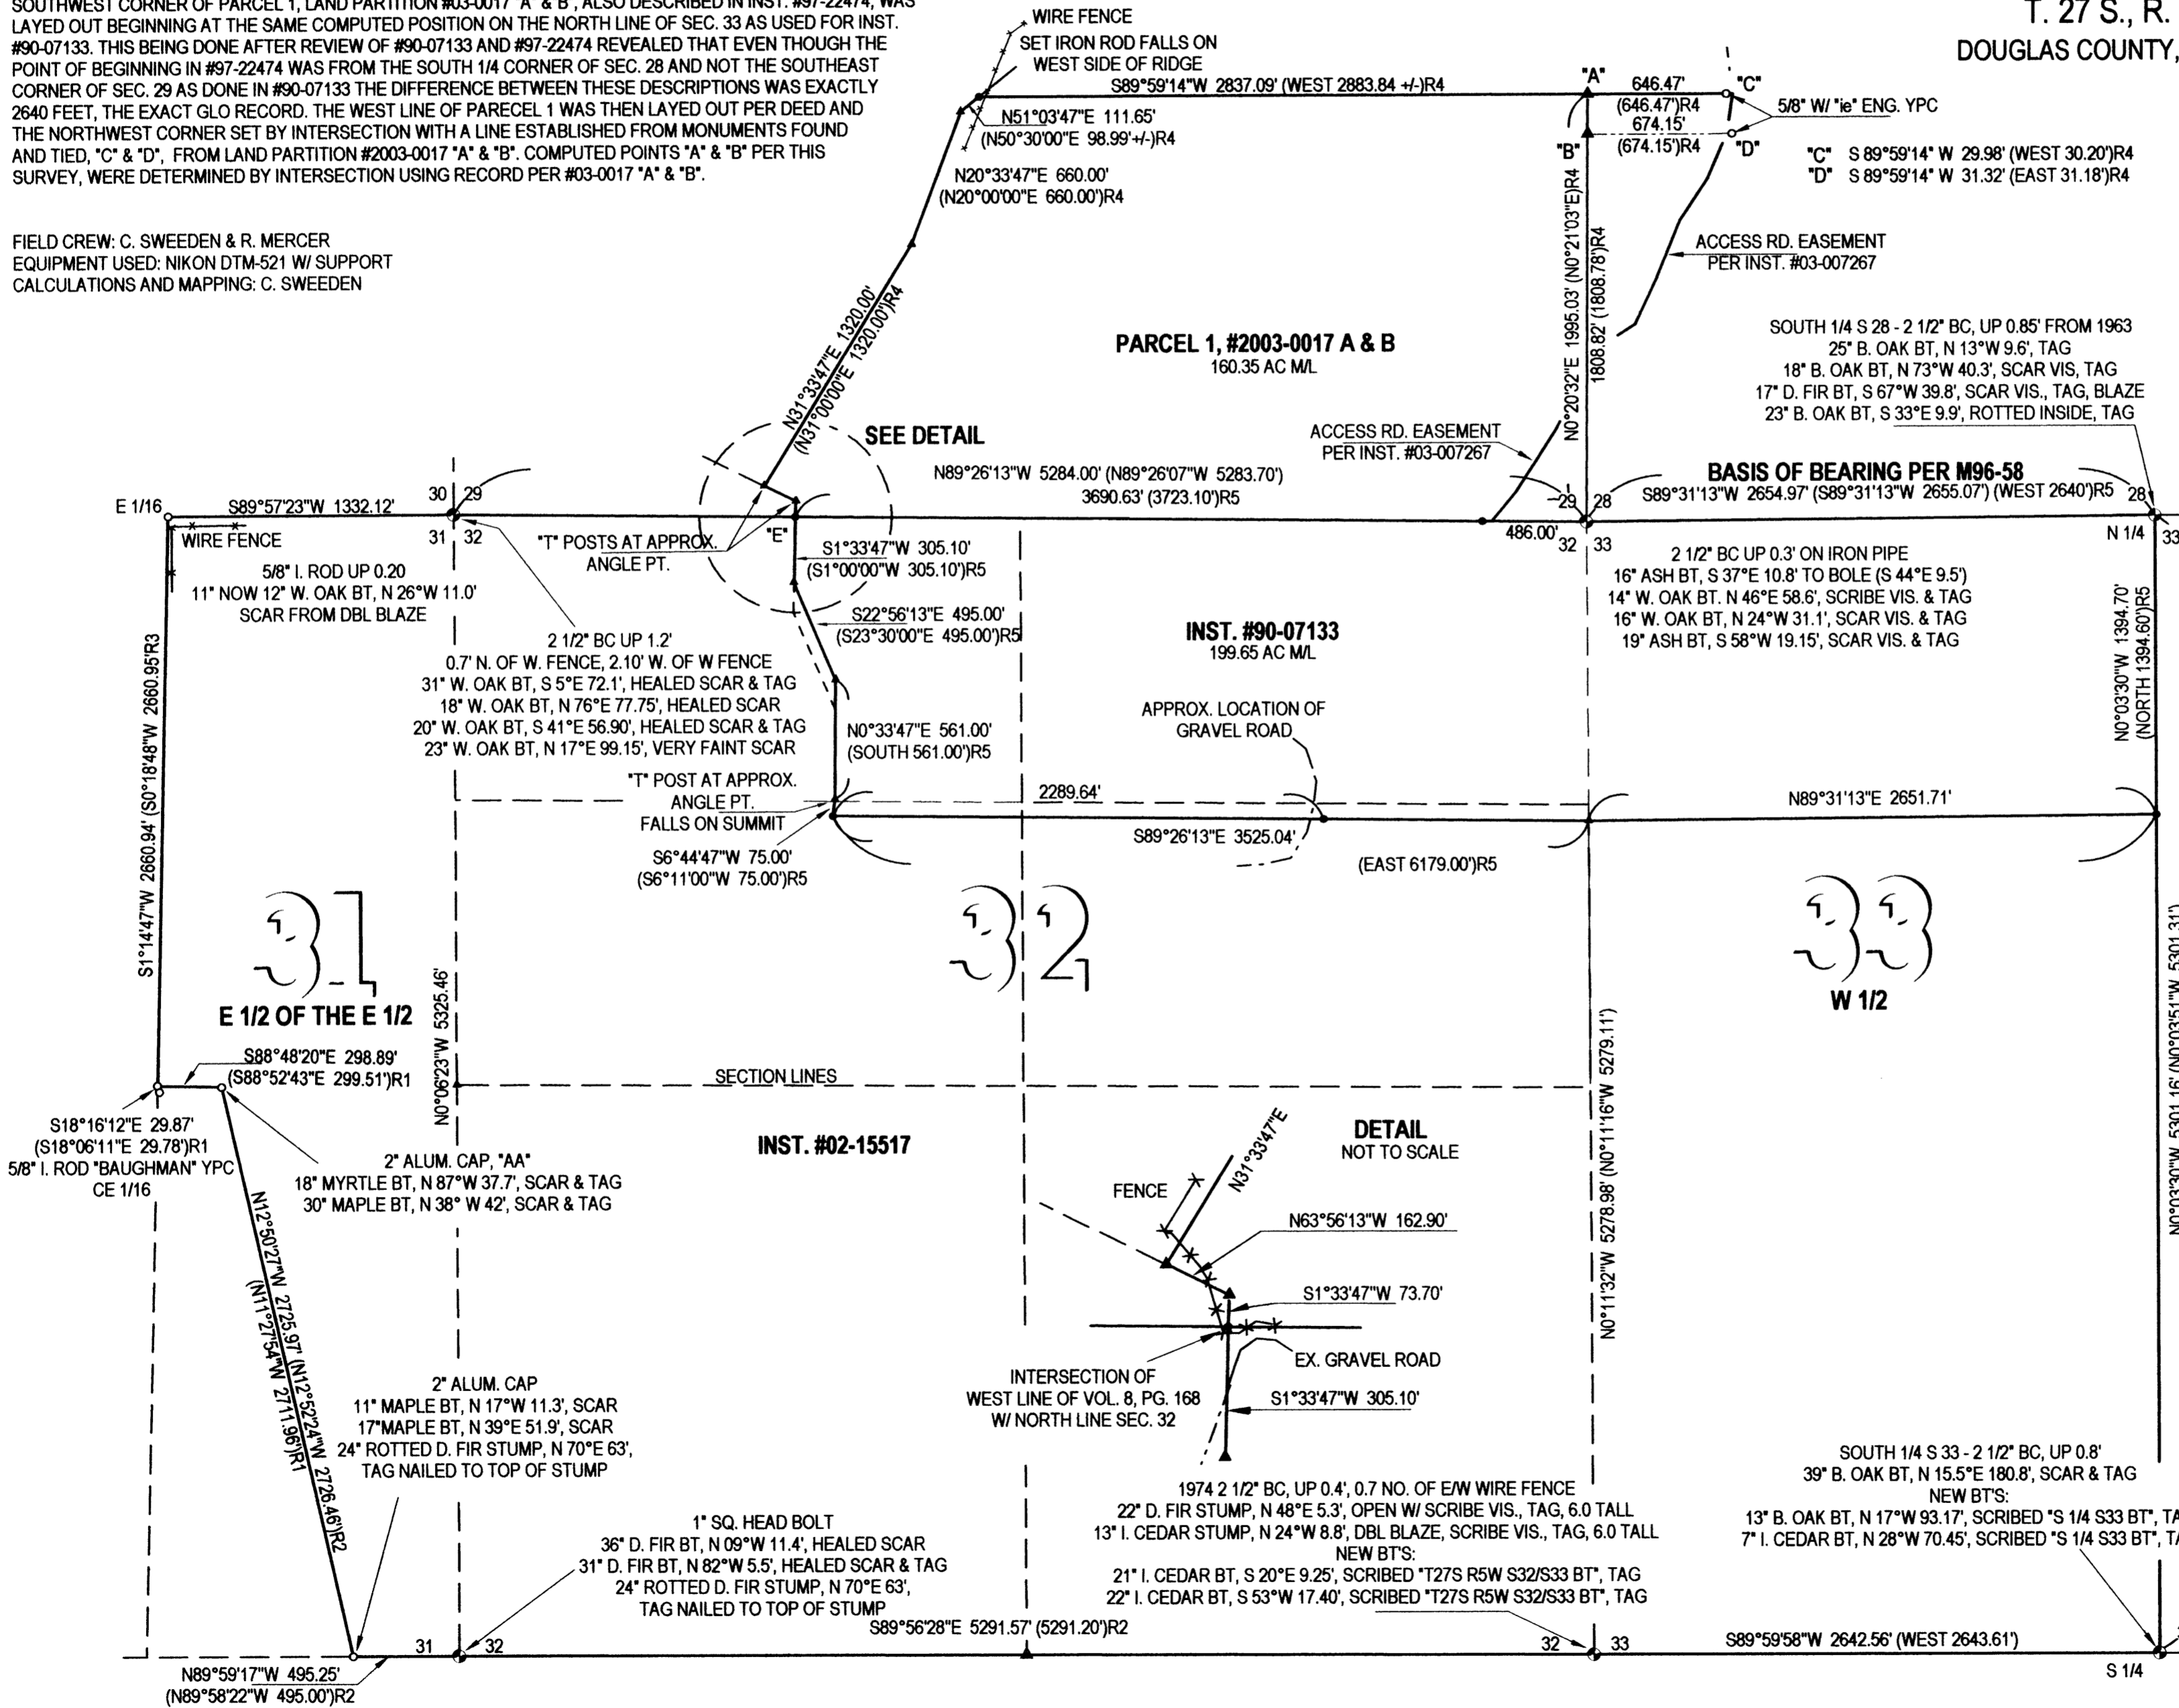 SOUTHWEST CORNER OF PARCEL 1, LAND PARTITION #03-0017 "A" & "B", ALSO DESCRIBED IN INST. #97-22474, WAS
LAYED OUT BEGINNING AT THE SAME COMPUTED POSITION ON THE NORTH LINE OF SEC. 33 AS USED FOR INST.
#90-07133. THIS BEING DONE AFTER REVIEW OF #90-07133 AND #97-22474 REVEALED THAT EVEN THOUGH THE
POINT OF BEGINNING IN #97-22474 WAS FROM THE SOUTH 1/4 CORNER OF SEC. 28 AND NOT THE SOUTHEAST
CORNER OF SEC. 29 AS DONE IN #90-07133 THE DIFFERENCE BETWEEN THESE DESCRIPTIONS WAS EXACTLY
2640 FEET, THE EXACT GLO RECORD. THE WEST LINE OF PARECEL 1 WAS THEN LAYED OUT PER DEED AND
THE NORTHWEST CORNER SET BY INTERSECTION WITH A LINE ESTABLISHED FROM MONUMENTS FOUND
AND TIED, "C" & "D", FROM LAND PARTITION #2003-0017 "A" & "B". COMPUTED POINTS "A" & "B" PER THIS
SURVEY, WERE DETERMINED BY INTERSECTION USING RECORD PER #03-0017 "A" & "B".
FIELD CREW: C. SWEEDEN & R. MERCER
EQUIPMENT USED: NIKON DTM-521 W/ SUPPORT
CALCULATIONS AND MAPPING: C. SWEEDEN
T. 27 S., R.
DOUGLAS COUNTY,
WIRE FENCE
SET IRON ROD FALLS ON
WEST SIDE OF RIDGE
S89°59'14"W 2837.09' (WEST 2883.84 +/-)R4
N51°03'47"E 111.65'
(N50°30'00"E 98.99'+/-)R4
N20°33'47"E 660.00'
(N20°00'00"E 660.00')R4
"A"
646.47'
"C"
(646.47')R4
674.15'
"B"
(674.15')R4
"D"
5/8" W/ "ie" ENG. YPC
"C" S 89°59'14" W 29.98' (WEST 30.20')R4
"D" S 89°59'14" W 31.32' (EAST 31.18')R4
ACCESS RD. EASEMENT
PER INST. #03-007267
N0°20'32"E 1995.03' (N0°21'03"E)R4
1808.82' (1808.78')R4
N31°33'47"E 1320.00'
(N31°00'00"E 1320.00')R4
PARCEL 1, #2003-0017 A & B
160.35 AC M/L
SOUTH 1/4 S 28 - 2 1/2" BC, UP 0.85' FROM 1963
25" B. OAK BT, N 13°W 9.6', TAG
18" B. OAK BT, N 73°W 40.3', SCAR VIS, TAG
17" D. FIR BT, S 67°W 39.8', SCAR VIS., TAG, BLAZE
23" B. OAK BT, S 33°E 9.9', ROTTED INSIDE, TAG
SEE DETAIL
ACCESS RD. EASEMENT
PER INST. #03-007267
N89°26'13"W 5284.00' (N89°26'07"W 5283.70')
3690.63' (3723.10')R5
BASIS OF BEARING PER M96-58
S89°31'13"W 2654.97' (S89°31'13"W 2655.07') (WEST 2640')R5
E 1/16
S89°57'23"W 1332.12'
30 29
31 32
29 28
32 33
28
N 1/4
33
486.00'
WIRE FENCE
5/8" I. ROD UP 0.20
11" NOW 12" W. OAK BT, N 26°W 11.0'
SCAR FROM DBL BLAZE
"T" POSTS AT APPROX.
ANGLE PT.
"E"
S1°33'47"W 305.10'
(S1°00'00"W 305.10')R5
S22°56'13"E 495.00'
(S23°30'00"E 495.00')R5
2 1/2" BC UP 1.2'
0.7' N. OF W. FENCE, 2.10' W. OF W FENCE
31" W. OAK BT, S 5°E 72.1', HEALED SCAR & TAG
18" W. OAK BT, N 76°E 77.75', HEALED SCAR
20" W. OAK BT, S 41°E 56.90', HEALED SCAR & TAG
23" W. OAK BT, N 17°E 99.15', VERY FAINT SCAR
INST. #90-07133
199.65 AC M/L
2 1/2" BC UP 0.3' ON IRON PIPE
16" ASH BT, S 37°E 10.8' TO BOLE (S 44°E 9.5')
14" W. OAK BT. N 46°E 58.6', SCRIBE VIS. & TAG
16" W. OAK BT, N 24°W 31.1', SCAR VIS. & TAG
19" ASH BT, S 58°W 19.15', SCAR VIS. & TAG
N0°03'30"W 1394.70'
(NORTH 1394.60')R5
APPROX. LOCATION OF
GRAVEL ROAD
N0°33'47"E 561.00'
(SOUTH 561.00')R5
"T" POST AT APPROX.
ANGLE PT.
FALLS ON SUMMIT
2289.64'
N89°31'13"E 2651.71'
S89°26'13"E 3525.04'
(EAST 6179.00')R5
S6°44'47"W 75.00'
(S6°11'00"W 75.00')R5
S1°14'47"W 2660.94' (S0°18'48"W 2660.95'R3
31
E 1/2 OF THE E 1/2
32
33
W 1/2
N0°03'30"W 5301.16' (N0°03'51"W 5301.31')
N0°06'23"W 5325.46'
S88°48'20"E 298.89'
(S88°52'43"E 299.51')R1
SECTION LINES
S18°16'12"E 29.87'
(S18°06'11"E 29.78')R1
5/8" I. ROD "BAUGHMAN" YPC
CE 1/16
2" ALUM. CAP, "AA"
18" MYRTLE BT, N 87°W 37.7', SCAR & TAG
30" MAPLE BT, N 38° W 42', SCAR & TAG
INST. #02-15517
DETAIL
NOT TO SCALE
N31°33'47"E
FENCE
N63°56'13"W 162.90'
S1°33'47"W 73.70'
EX. GRAVEL ROAD
INTERSECTION OF
WEST LINE OF VOL. 8, PG. 168
W/ NORTH LINE SEC. 32
S1°33'47"W 305.10'
N0°11'32"W 5278.98' (N0°11'16"W 5279.11')
N12°50'27"W 2725.97' (N12°52'24"W 2726.46')R2
(N11°27'54"W 2711.96')R1
2" ALUM. CAP
11" MAPLE BT, N 17°W 11.3', SCAR
17"MAPLE BT, N 39°E 51.9', SCAR
24" ROTTED D. FIR STUMP, N 70°E 63',
TAG NAILED TO TOP OF STUMP
1" SQ. HEAD BOLT
36" D. FIR BT, N 09°W 11.4', HEALED SCAR
31" D. FIR BT, N 82°W 5.5', HEALED SCAR & TAG
24" ROTTED D. FIR STUMP, N 70°E 63',
TAG NAILED TO TOP OF STUMP
1974 2 1/2" BC, UP 0.4', 0.7 NO. OF E/W WIRE FENCE
22" D. FIR STUMP, N 48°E 5.3', OPEN W/ SCRIBE VIS., TAG, 6.0 TALL
13" I. CEDAR STUMP, N 24°W 8.8', DBL BLAZE, SCRIBE VIS., TAG, 6.0 TALL
NEW BT'S:
21" I. CEDAR BT, S 20°E 9.25', SCRIBED "T27S R5W S32/S33 BT", TAG
22" I. CEDAR BT, S 53°W 17.40', SCRIBED "T27S R5W S32/S33 BT", TAG
SOUTH 1/4 S 33 - 2 1/2" BC, UP 0.8'
39" B. OAK BT, N 15.5°E 180.8', SCAR & TAG
NEW BT'S:
13" B. OAK BT, N 17°W 93.17', SCRIBED "S 1/4 S33 BT", TA
7" I. CEDAR BT, N 28°W 70.45', SCRIBED "S 1/4 S33 BT", TA
S89°56'28"E 5291.57' (5291.20')R2
31 32
32 33
S89°59'58"W 2642.56' (WEST 2643.61')
S 1/4
N89°59'17"W 495.25'
(N89°58'22"W 495.00')R2